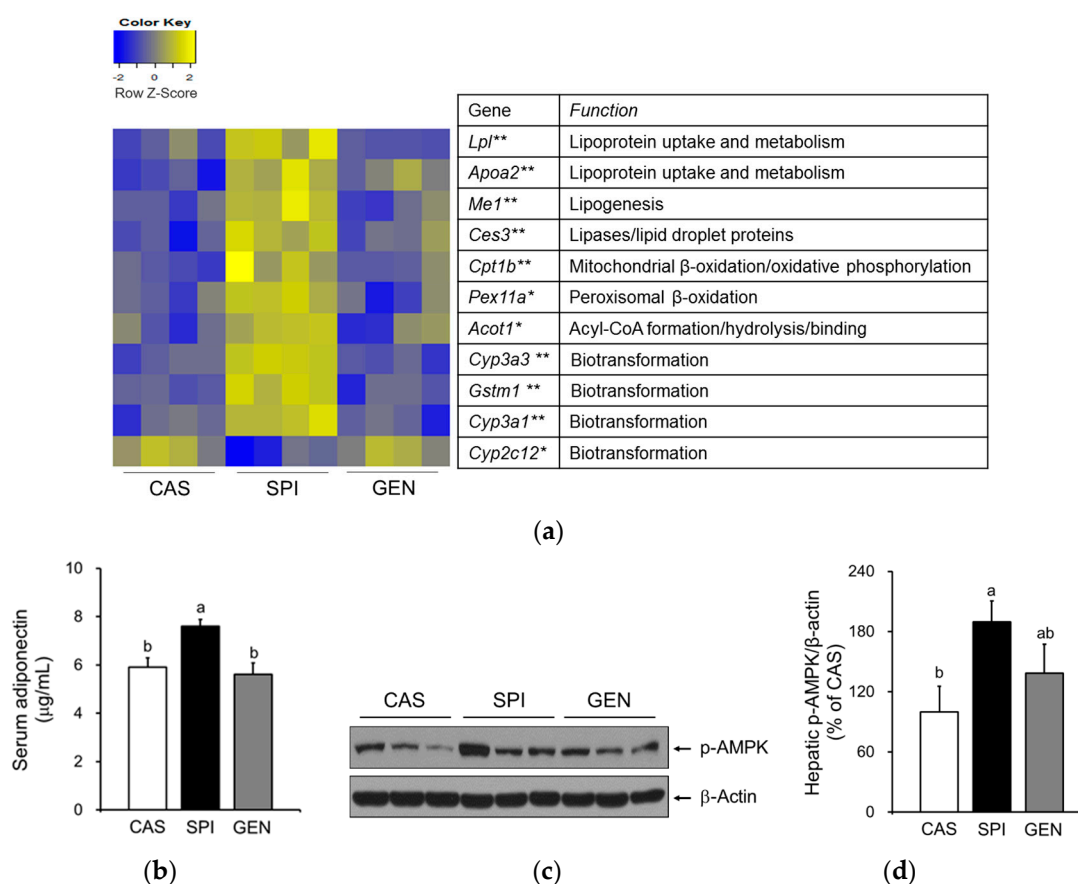 Color Key
-2 0 2
Row Z-Score
Gene Function
Lpl** Lipoprotein uptake and metabolism
Apoa2** Lipoprotein uptake and metabolism
Me1** Lipogenesis
Ces3** Lipases/lipid droplet proteins
Cpt1b** Mitochondrial β-oxidation/oxidative phosphorylation
Pex11a* Peroxisomal β-oxidation
Acot1* Acyl-CoA formation/hydrolysis/binding
Cyp3a3 ** Biotransformation
Gstm1 ** Biotransformation
Cyp3a1** Biotransformation
Cyp2c12* Biotransformation
CAS SPI GEN
(a)
Serum adiponectin
(μg/mL)
10
8
6
4
2
0
b a b
CAS SPI GEN
(b)
CAS SPI GEN
p-AMPK
β-Actin
(c)
Hepatic p-AMPK/β-actin
(% of CAS)
240
180
120
60
0
b a ab
CAS SPI GEN
(d)